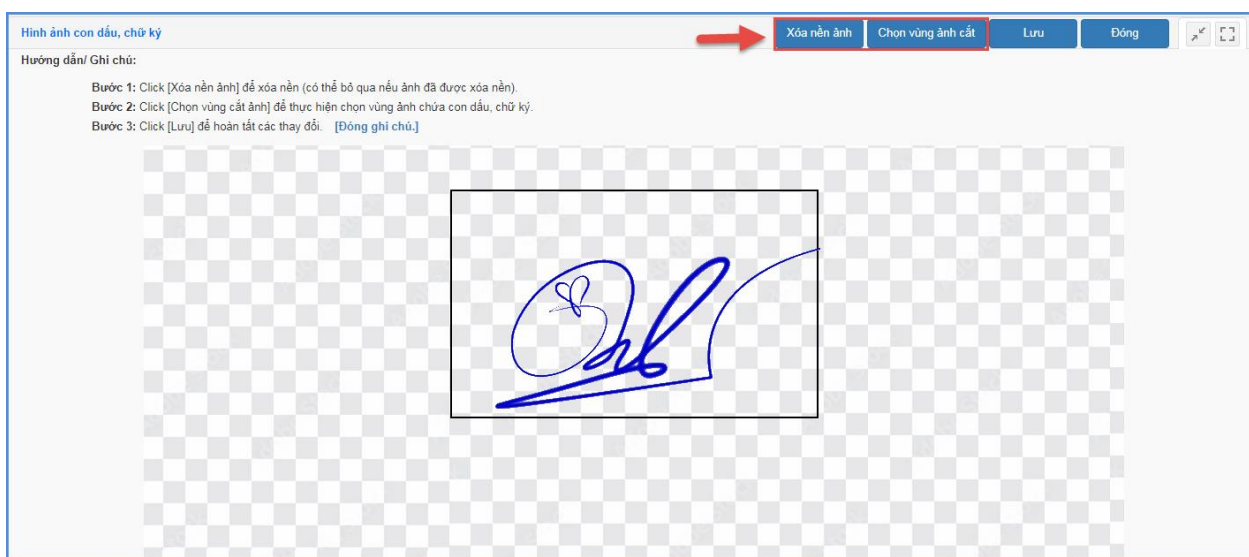 Hình ảnh con dấu, chữ ký
Xóa nền ảnh
Chọn vùng ảnh cắt
Lưu
Đóng
Hướng dẫn/ Ghi chú:
Bước 1: Click [Xóa nền ảnh] để xóa nền (có thể bỏ qua nếu ảnh đã được xóa nền).
Bước 2: Click [Chọn vùng cắt ảnh] để thực hiện chọn vùng ảnh chứa con dấu, chữ ký.
Bước 3: Click [Lưu] để hoàn tất các thay đổi. [Đóng ghi chú.]